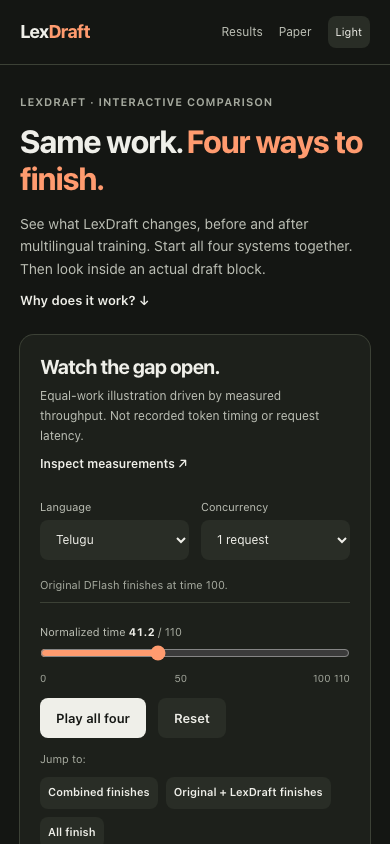 LexDraft
Results Paper Light
LEXDRAFT · INTERACTIVE COMPARISON
Same work. Four ways to
finish.
See what LexDraft changes, before and after
multilingual training. Start all four systems together.
Then look inside an actual draft block.
Why does it work? ↓
Watch the gap open.
Equal-work illustration driven by measured
throughput. Not recorded token timing or request
latency.
Inspect measurements ↗
Language Concurrency
Telugu 1 request
Original DFlash finishes at time 100.
Normalized time 41.2 / 110
0 50 100 110
Play all four Reset
Jump to:
Combined finishes Original + LexDraft finishes
All finish